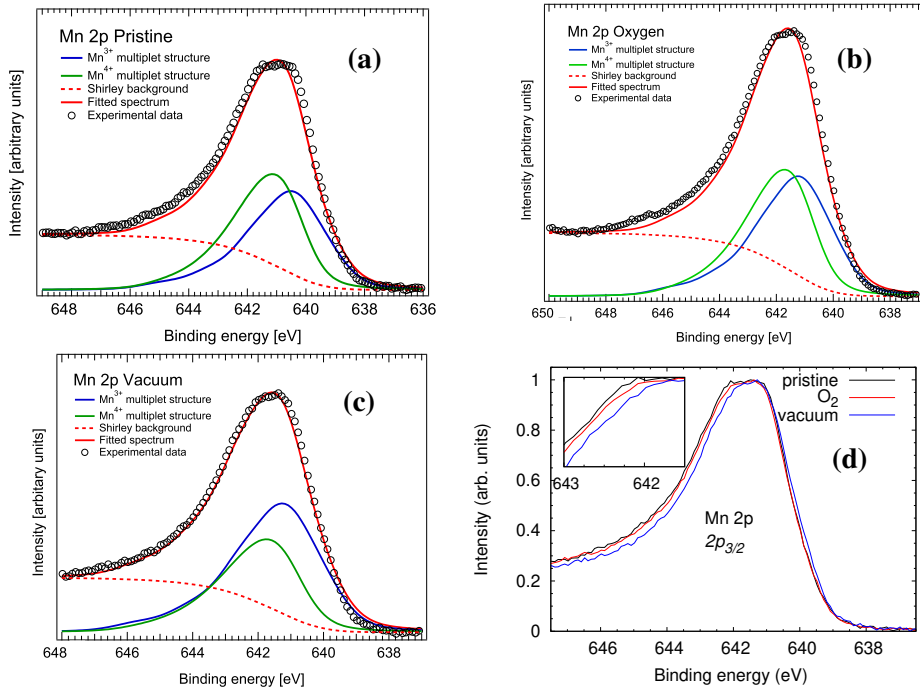 Mn 2p Pristine
Mn3+ multiplet structure
Mn4+ multiplet structure
Shirley background
Fitted spectrum
Experimental data
(a)
Intensity [arbitrary units]
648 646 644 642 640 638 636
Binding energy [eV]
Mn 2p Oxygen
Mn3+ multiplet structure
Mn4+ multiplet structure
Shirley background
Fitted spectrum
Experimental data
(b)
Intensity [arbitrary units]
650 648 646 644 642 640 638
Binding energy [eV]
Mn 2p Vacuum
Mn3+ multiplet structure
Mn4+ multiplet structure
Shirley background
Fitted spectrum
Experimental data
(c)
Intensity [arbitary units]
648 646 644 642 640 638
Binding energy [eV]
pristine
O2
vacuum
(d)
643 642
Mn 2p
2p3/2
1
0.8
0.6
0.4
0.2
0
Intensity (arb. units)
646 644 642 640 638
Binding energy (eV)